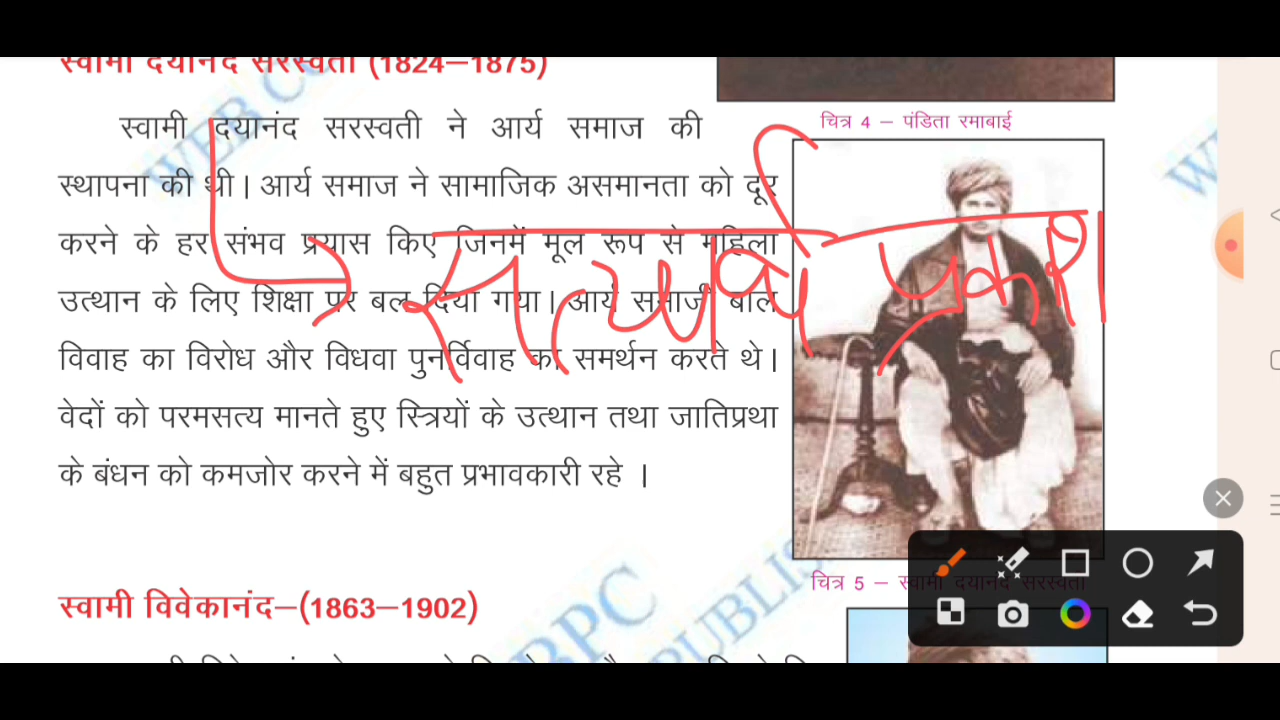 स्वामी दयानंद सरस्वती (1824–1875)
स्वामी दयानंद सरस्वती ने आर्य समाज की
स्थापना की थी। आर्य समाज ने सामाजिक असमानता को दूर
करने के हर संभव प्रयास किए जिनमें मूल रूप से महिला
उत्थान के लिए शिक्षा पर बल दिया गया। आर्य समाजी बाल
विवाह का विरोध और विधवा पुनर्विवाह का समर्थन करते थे।
वेदों को परमसत्य मानते हुए स्त्रियों के उत्थान तथा जातिप्रथा
के बंधन को कमजोर करने में बहुत प्रभावकारी रहे ।
सत्यार्थ प्रकाश
चित्र 4 – पंडिता रमाबाई
चित्र 5 – स्वामी दयानंद सरस्वती
स्वामी विवेकानंद–(1863–1902)